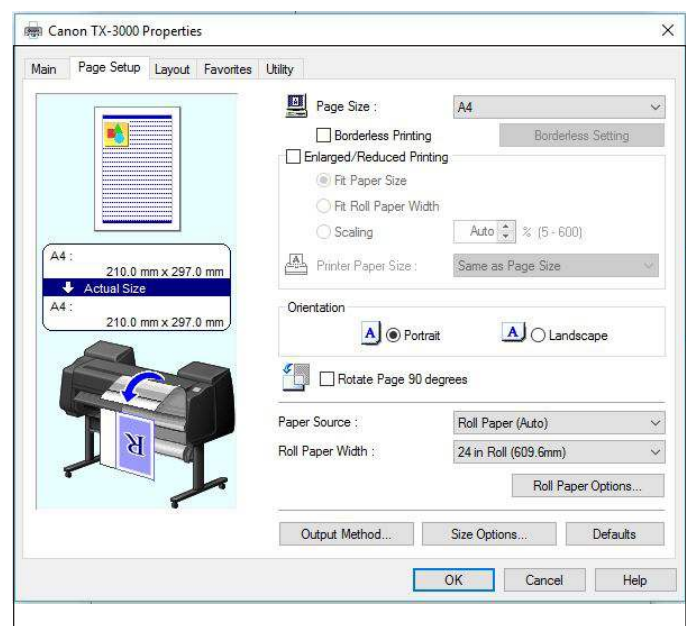 Canon TX-3000 Properties
Main Page Setup Layout Favorites Utility
Page Size : A4
Borderless Printing Borderless Setting
Enlarged/Reduced Printing
Fit Paper Size
Fit Roll Paper Width
Scaling Auto % (5 - 600)
Printer Paper Size : Same as Page Size
A4 :
210.0 mm x 297.0 mm
Actual Size
A4 :
210.0 mm x 297.0 mm
Orientation
A Portrait A Landscape
Rotate Page 90 degrees
R
Paper Source : Roll Paper (Auto)
Roll Paper Width : 24 in Roll (609.6mm)
Roll Paper Options...
Output Method... Size Options... Defaults
OK Cancel Help